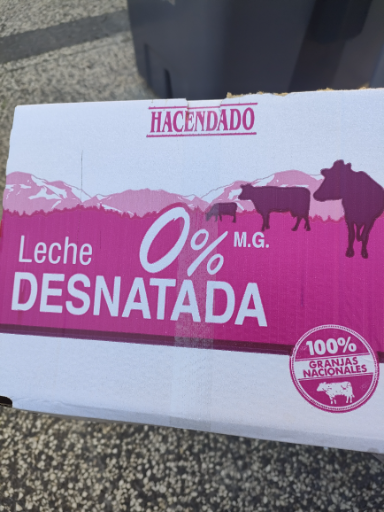 HACENDADO
0% M.G.
Leche
DESNATADA
100%
GRANJAS
NACIONALES